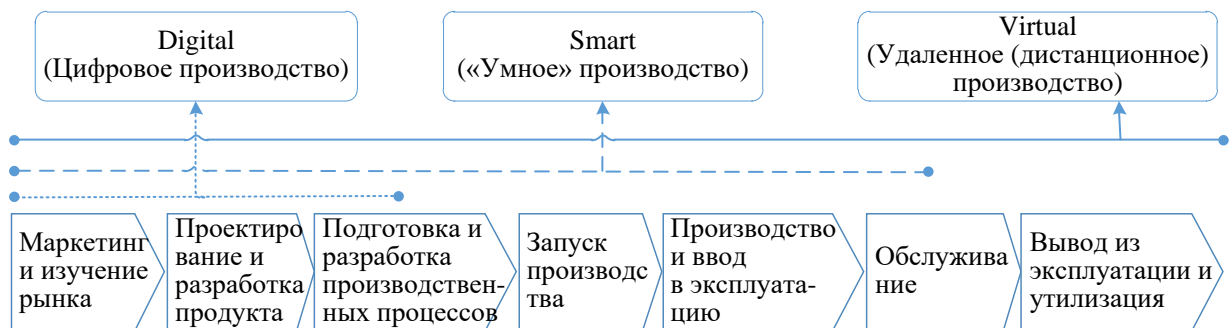 Digital
(Цифровое производство)
Smart
(«Умное» производство)
Virtual
(Удаленное (дистанционное)
производство)
Маркетинг
и изучение
рынка
Проектиро
вание и
разработка
продукта
Подготовка и
разработка
производствен-
ных процессов
Запуск
производс
тва
Производство
и ввод
в эксплуата-
цию
Обслужива
ние
Вывод из
эксплуатации и
утилизация